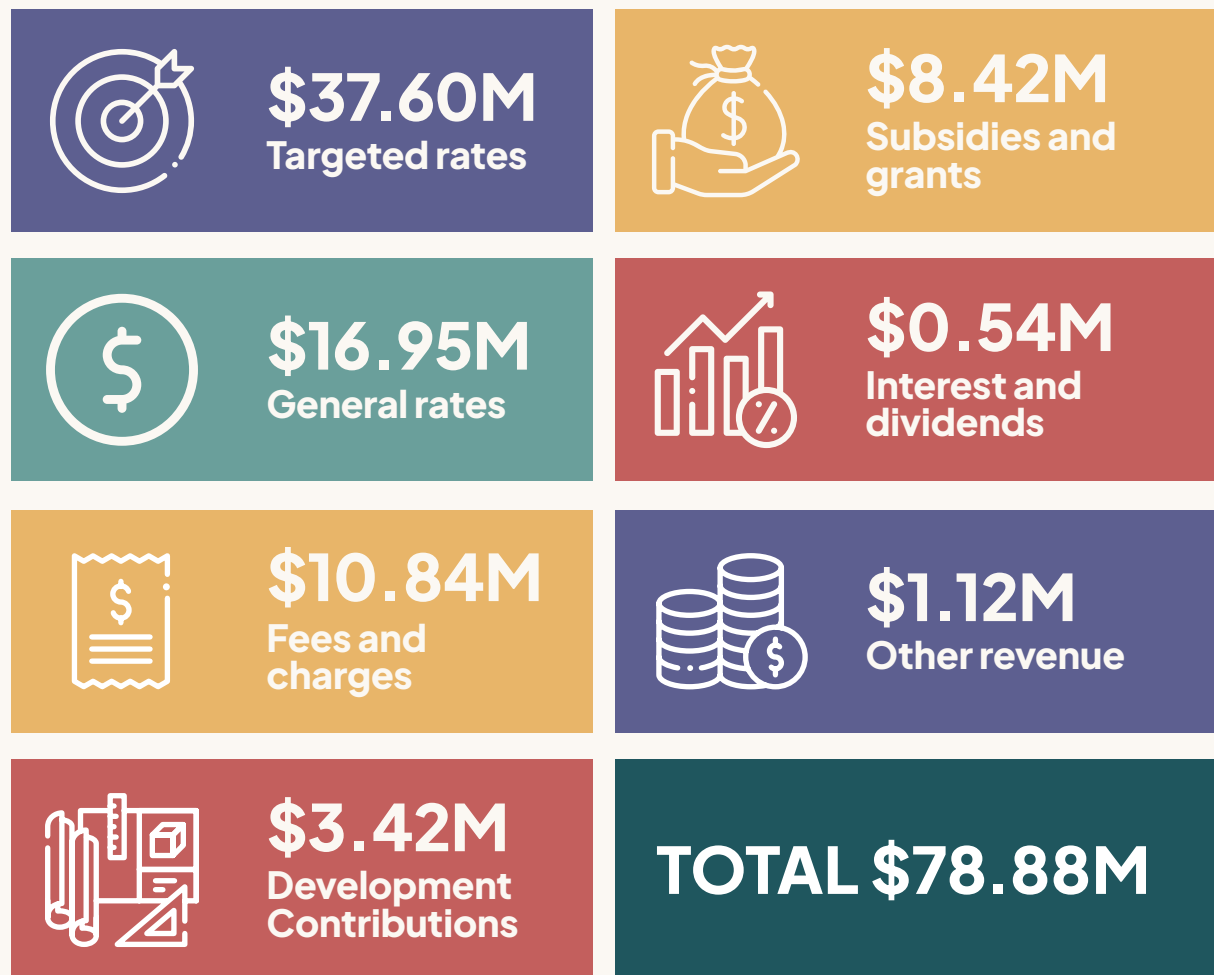 $37.60M
Targeted rates
$8.42M
Subsidies and
grants
$16.95M
General rates
$0.54M
Interest and
dividends
$10.84M
Fees and
charges
$1.12M
Other revenue
$3.42M
Development
Contributions
TOTAL $78.88M